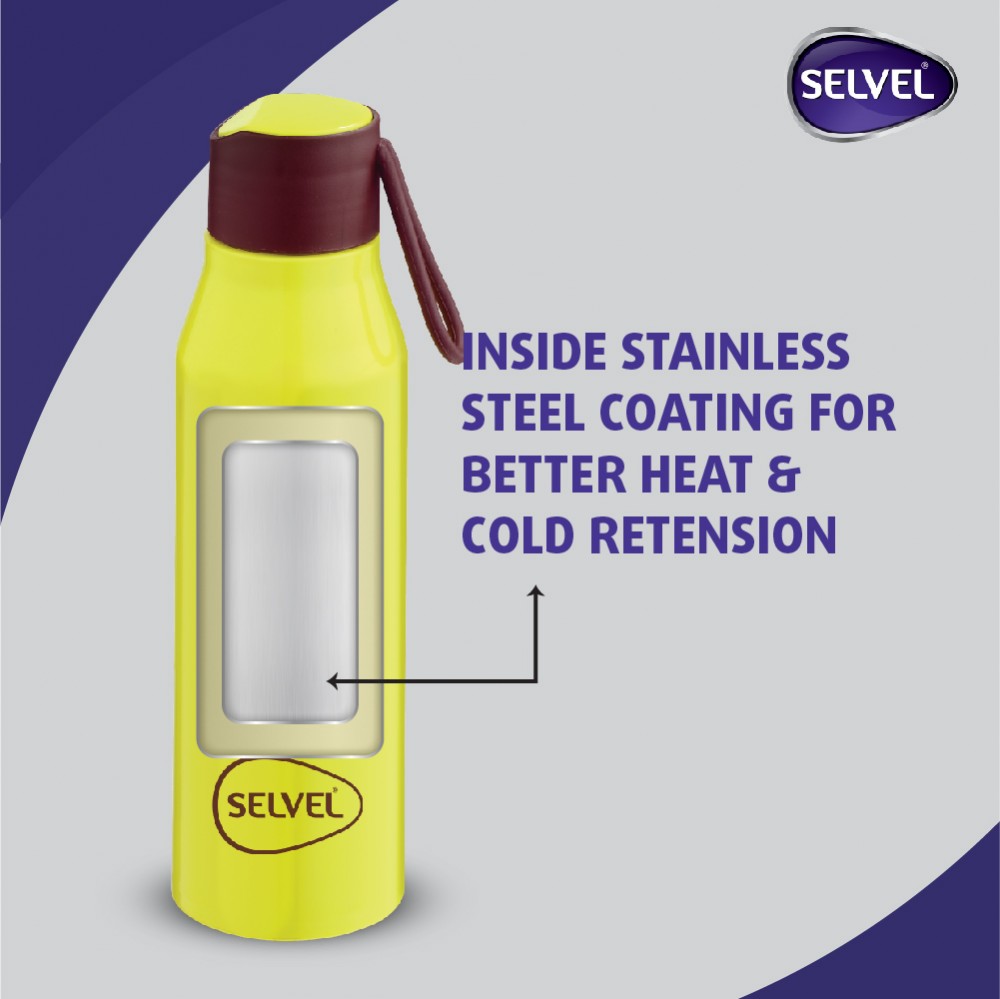 SELVEL®
INSIDE STAINLESS
STEEL COATING FOR
BETTER HEAT &
COLD RETENSION
SELVEL®